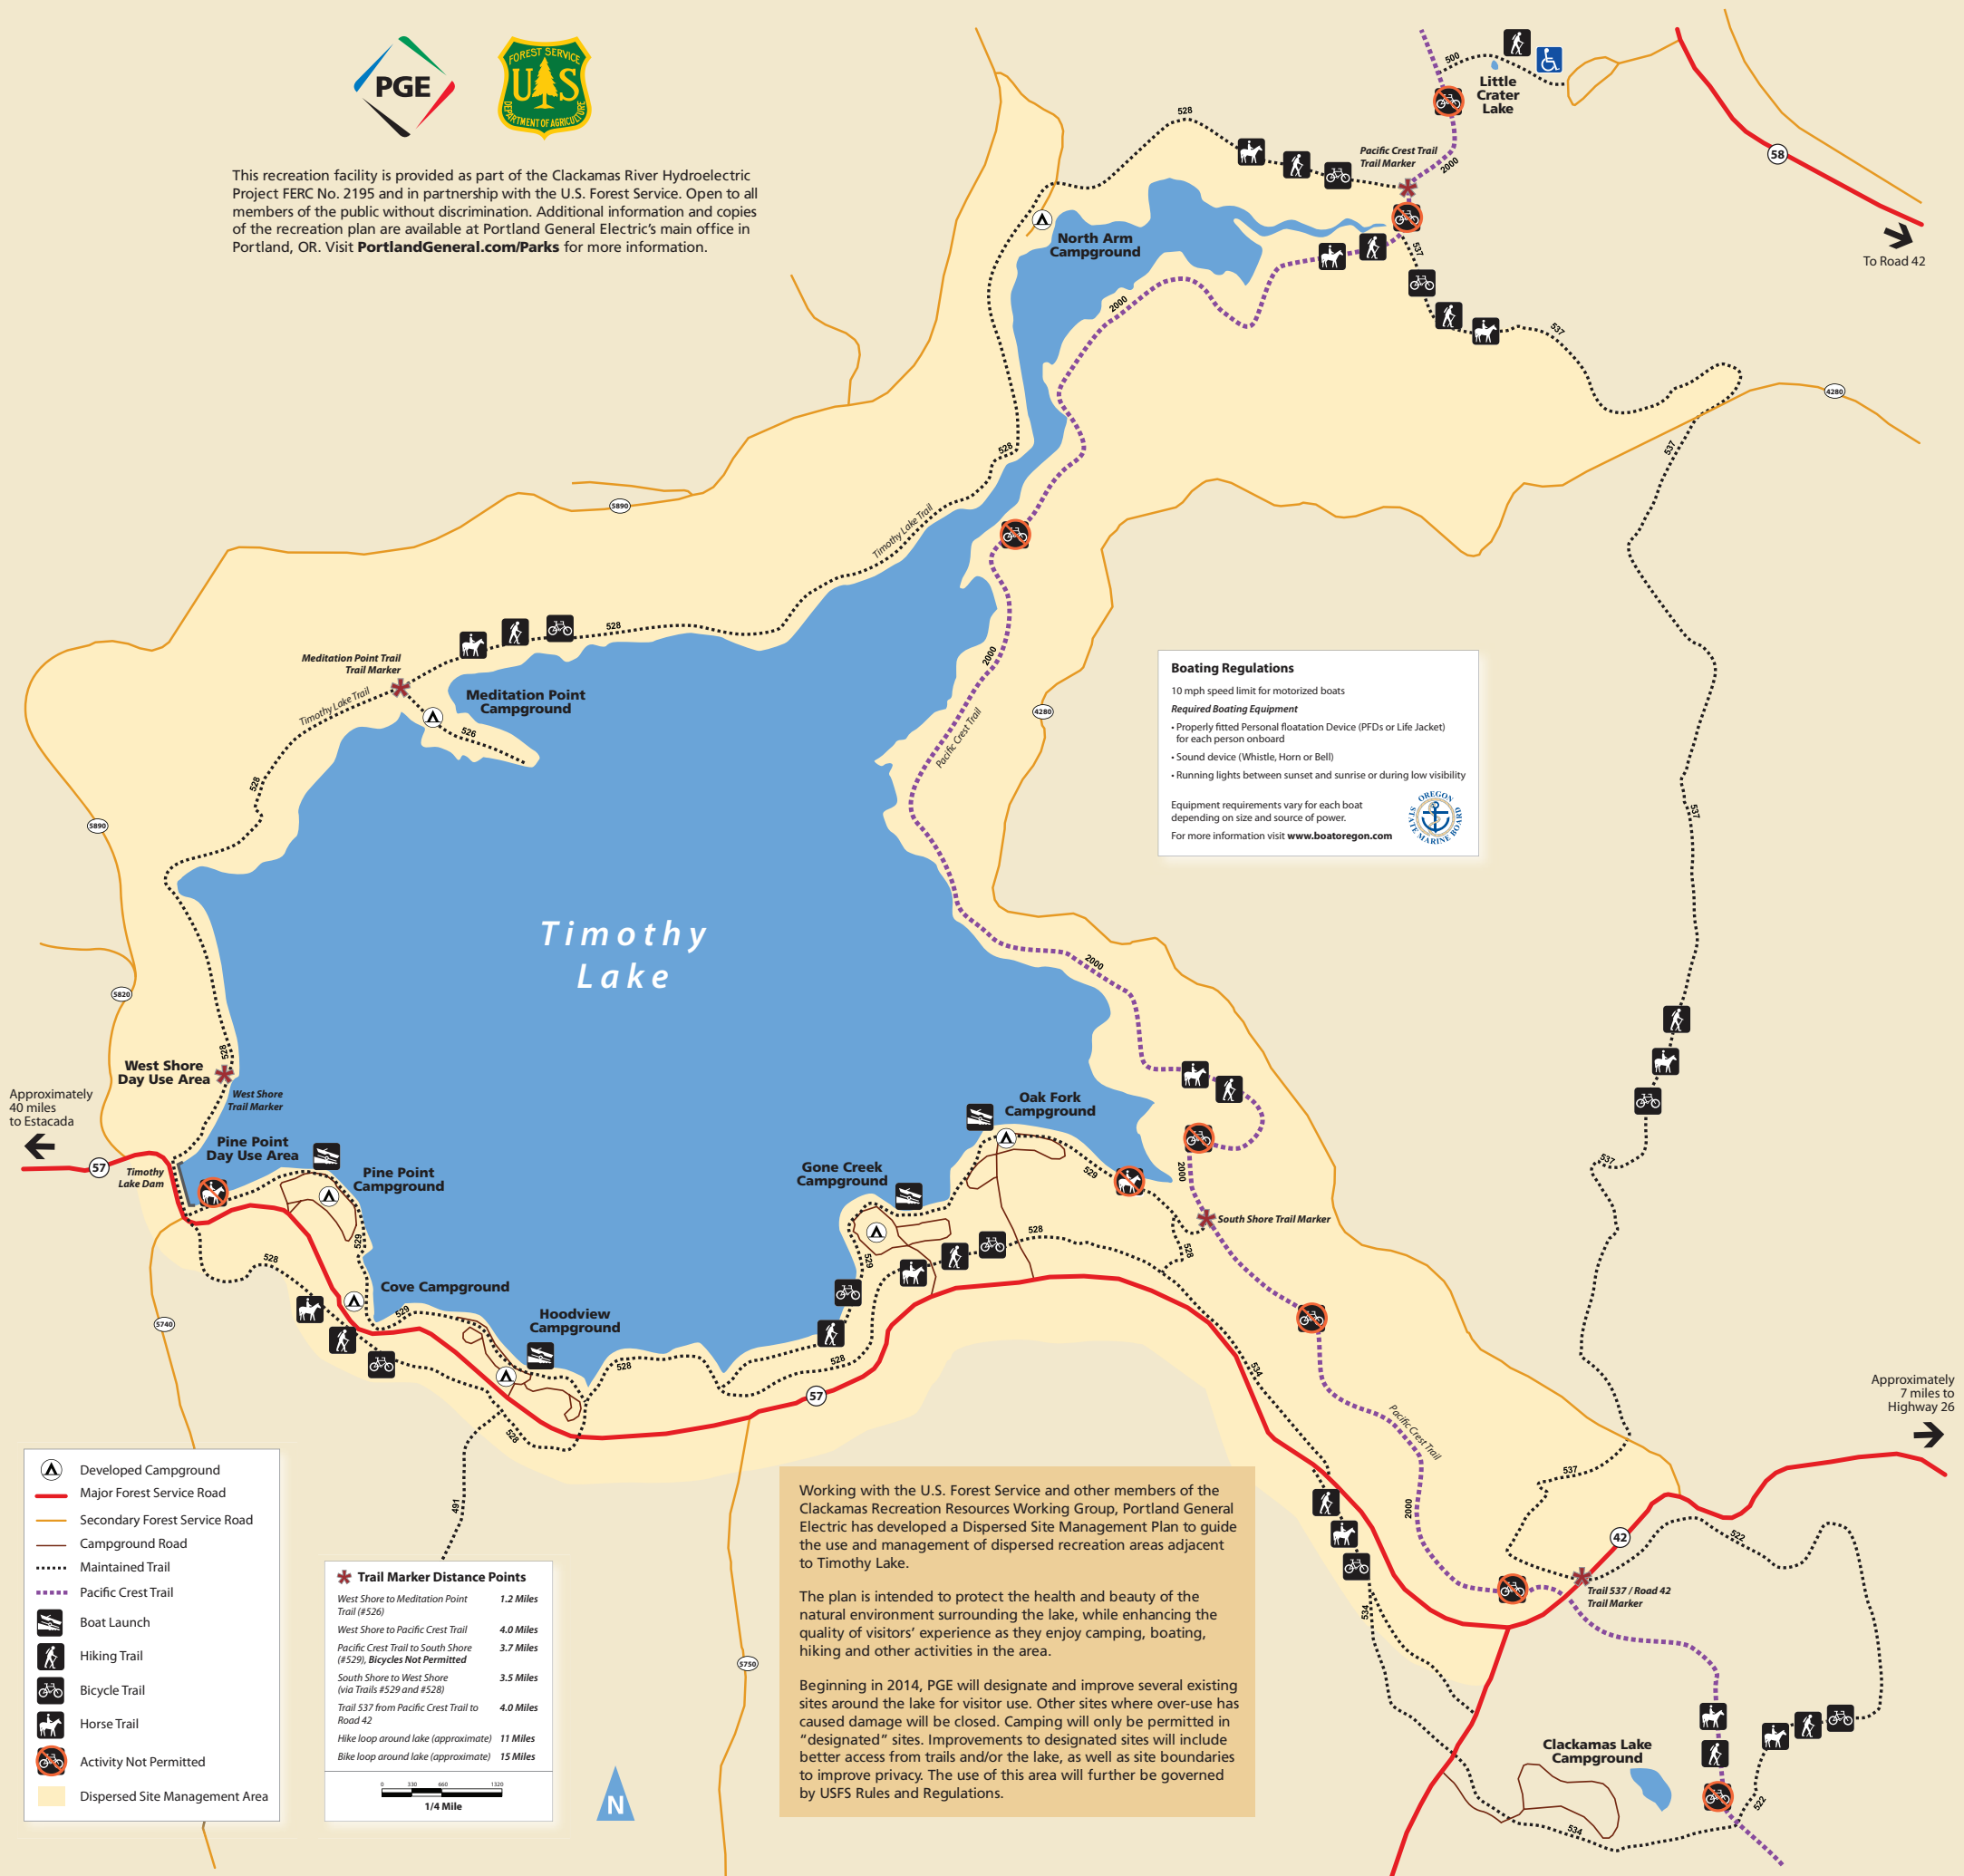 PGE
FOREST SERVICE
US
DEPARTMENT OF AGRICULTURE
This recreation facility is provided as part of the Clackamas River Hydroelectric
Project FERC No. 2195 and in partnership with the U.S. Forest Service. Open to all
members of the public without discrimination. Additional information and copies
of the recreation plan are available at Portland General Electric's main office in
Portland, OR. Visit PortlandGeneral.com/Parks for more information.
500
Little
Crater
Lake
58
To Road 42
528
Pacific Crest Trail
Trail Marker
2000
North Arm
Campground
537
2000
537
4280
528
537
5890
Timothy Lake Trail
528
Meditation Point Trail
Trail Marker
Timothy Lake Trail
Meditation Point
Campground
526
2000
Pacific Crest Trail
4280
528
5890
Boating Regulations
10 mph speed limit for motorized boats
Required Boating Equipment
• Properly fitted Personal floatation Device (PFDs or Life Jacket)
for each person onboard
• Sound device (Whistle, Horn or Bell)
• Running lights between sunset and sunrise or during low visibility
Equipment requirements vary for each boat
depending on size and source of power.
For more information visit www.boatoregon.com
OREGON
STATE MARINE BOARD
537
Timothy
Lake
2000
5820
528
West Shore
Day Use Area
West Shore
Trail Marker
Approximately
40 miles
to Estacada
57
Timothy
Lake Dam
Pine Point
Day Use Area
Pine Point
Campground
Oak Fork
Campground
Gone Creek
Campground
529
2000
South Shore Trail Marker
537
528
529
528
529
528
5740
Cove Campground
529
Hoodview
Campground
528
528
57
528
534
Pacific Crest Trail
2000
Approximately
7 miles to
Highway 26
537
42
522
Trail 537 / Road 42
Trail Marker
491
534
5750
Clackamas Lake
Campground
522
534
Developed Campground
Major Forest Service Road
Secondary Forest Service Road
Campground Road
Maintained Trail
Pacific Crest Trail
Boat Launch
Hiking Trail
Bicycle Trail
Horse Trail
Activity Not Permitted
Dispersed Site Management Area
Trail Marker Distance Points
West Shore to Meditation Point 1.2 Miles
Trail (#526)
West Shore to Pacific Crest Trail 4.0 Miles
Pacific Crest Trail to South Shore 3.7 Miles
(#529), Bicycles Not Permitted
South Shore to West Shore 3.5 Miles
(via Trails #529 and #528)
Trail 537 from Pacific Crest Trail to 4.0 Miles
Road 42
Hike loop around lake (approximate) 11 Miles
Bike loop around lake (approximate) 15 Miles
0 330 660 1320
1/4 Mile
N
Working with the U.S. Forest Service and other members of the
Clackamas Recreation Resources Working Group, Portland General
Electric has developed a Dispersed Site Management Plan to guide
the use and management of dispersed recreation areas adjacent
to Timothy Lake.
The plan is intended to protect the health and beauty of the
natural environment surrounding the lake, while enhancing the
quality of visitors' experience as they enjoy camping, boating,
hiking and other activities in the area.
Beginning in 2014, PGE will designate and improve several existing
sites around the lake for visitor use. Other sites where over-use has
caused damage will be closed. Camping will only be permitted in
“designated” sites. Improvements to designated sites will include
better access from trails and/or the lake, as well as site boundaries
to improve privacy. The use of this area will further be governed
by USFS Rules and Regulations.